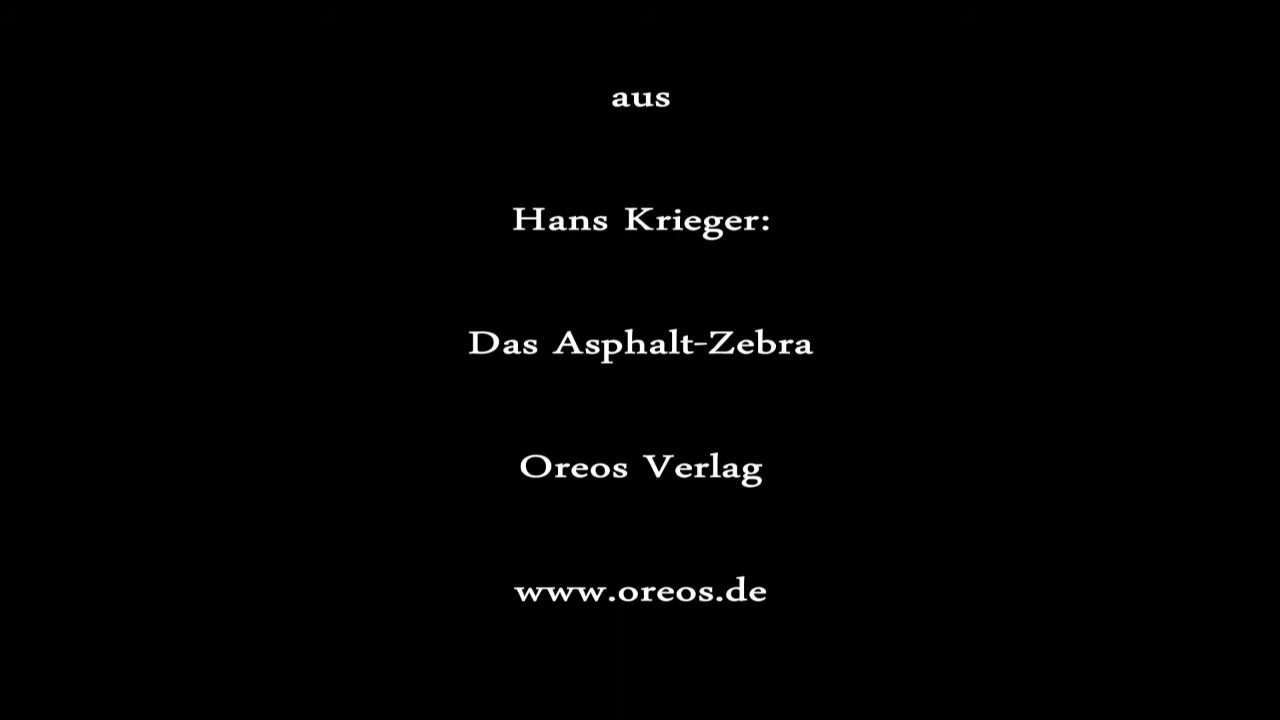 aus
Hans Krieger:
Das Asphalt-Zebra
Oreos Verlag
www.oreos.de